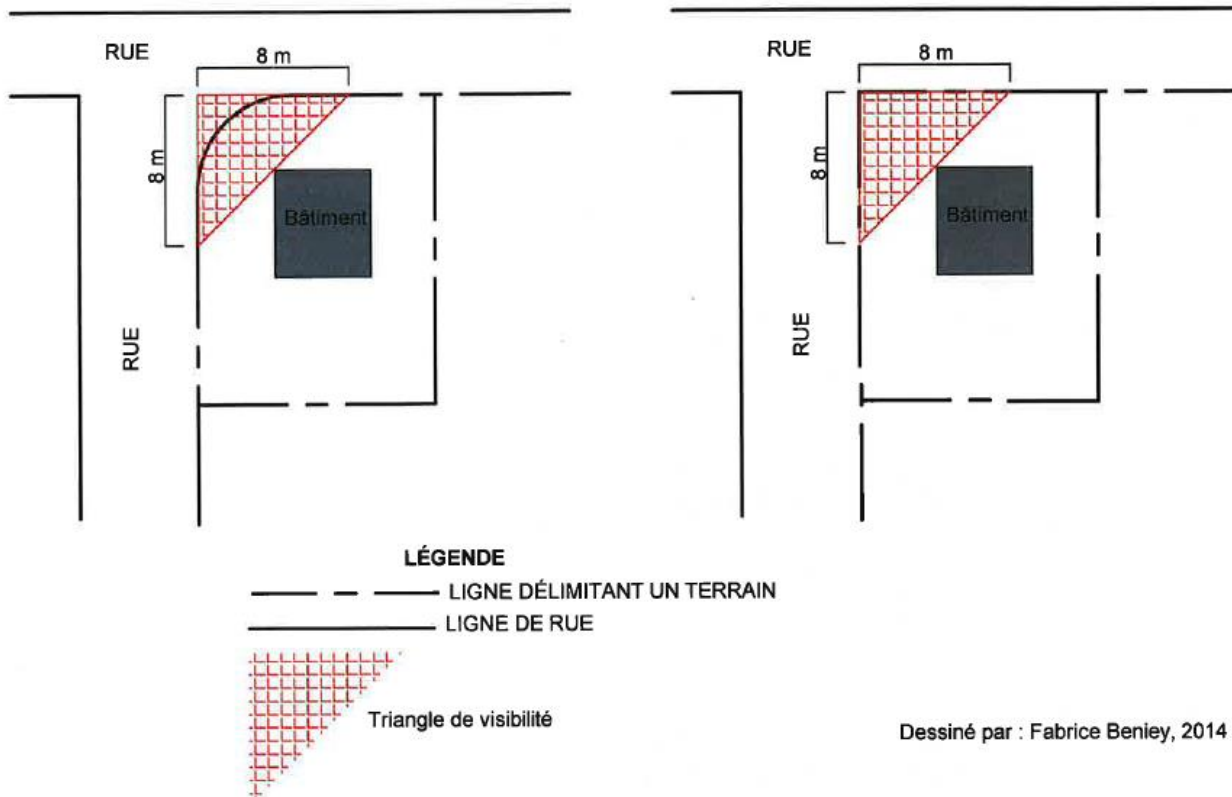 RUE
8 m
8 m
Bâtiment
RUE
RUE
8 m
8 m
Bâtiment
RUE
LÉGENDE
LIGNE DÉLIMITANT UN TERRAIN
LIGNE DE RUE
Triangle de visibilité
Dessiné par : Fabrice Beniey, 2014